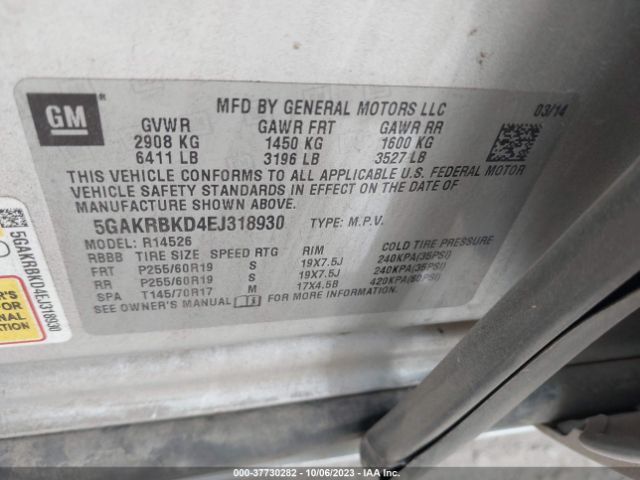 GM
®
MFD BY GENERAL MOTORS LLC
03/14
GVWR GAWR FRT GAWR RR
2908 KG 1450 KG 1600 KG
6411 LB 3196 LB 3527 LB
THIS VEHICLE CONFORMS TO ALL APPLICABLE U.S. FEDERAL MOTOR
VEHICLE SAFETY STANDARDS IN EFFECT ON THE DATE OF
MANUFACTURE SHOWN ABOVE.
5GAKRBKD4EJ318930 TYPE: M.P.V.
MODEL: R14526
RBBB TIRE SIZE SPEED RTG RIM COLD TIRE PRESSURE
FRT P255/60R19 S 19X7.5J 240KPA(35PSI)
RR P255/60R19 S 19X7.5J 240KPA(35PSI)
SPA T145/70R17 M 17X4.5B 420KPA(60PSI)
SEE OWNER'S MANUAL FOR MORE INFORMATION.
5GAKRBKD4EJ318930
000-37730282 | 10/06/2023 | IAA Inc.